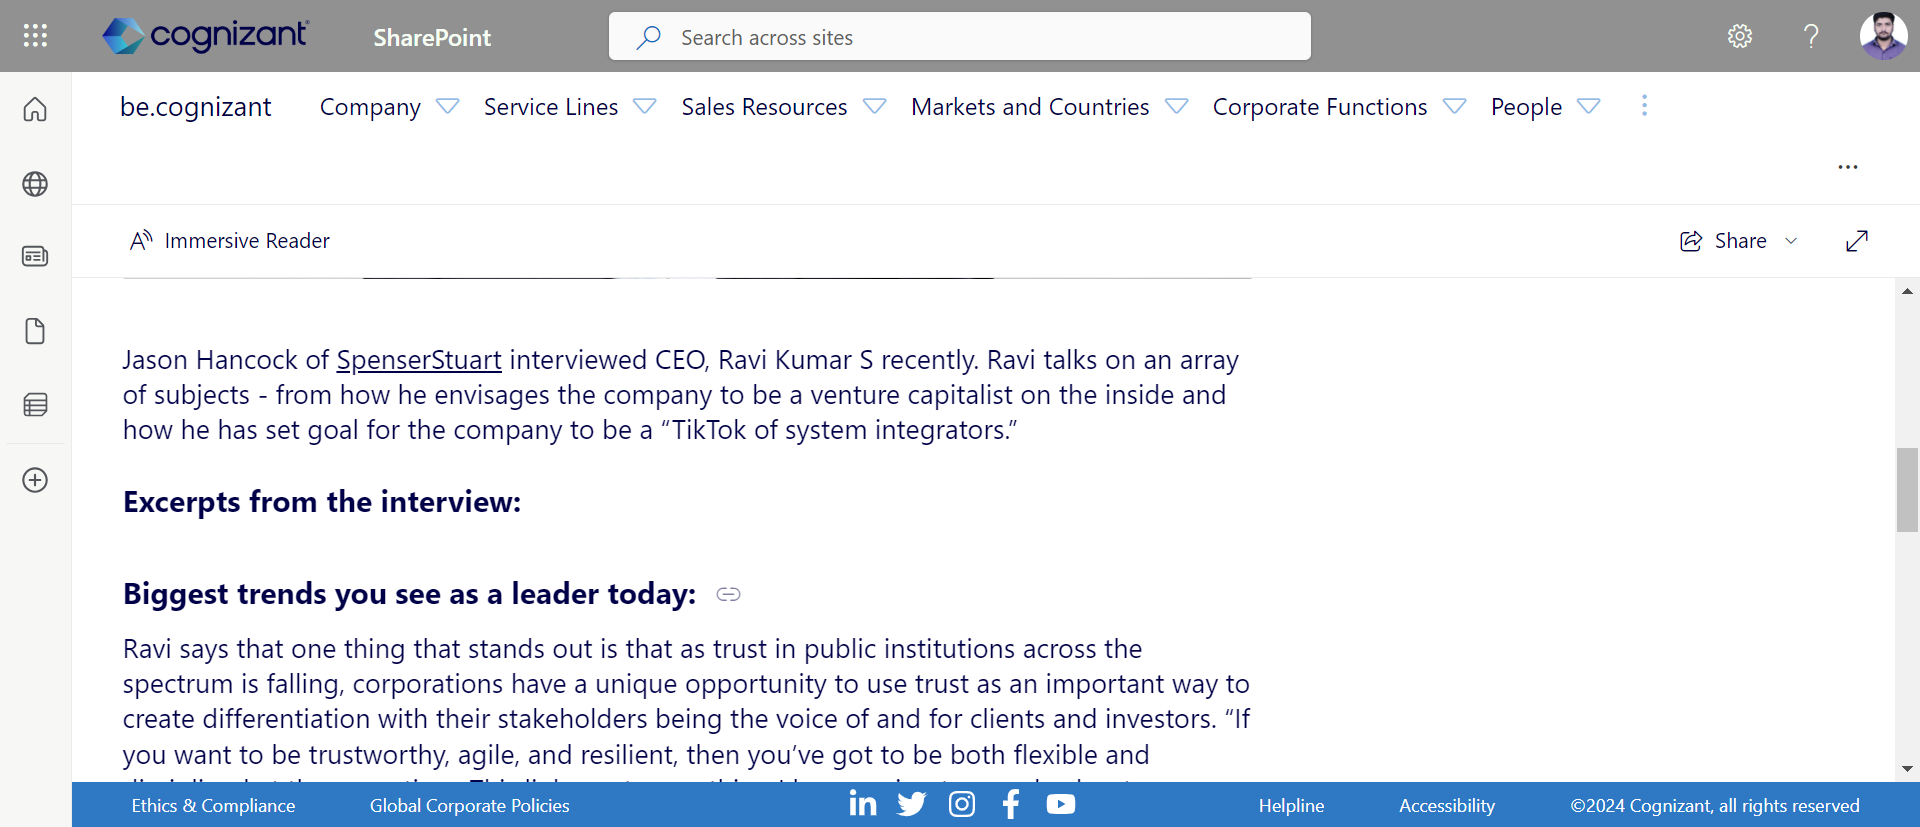 cognizant
SharePoint
Search across sites
be.cognizant
Company
Service Lines
Sales Resources
Markets and Countries
Corporate Functions
People
Immersive Reader
Share
Jason Hancock of SpenserStuart interviewed CEO, Ravi Kumar S recently. Ravi talks on an array
of subjects - from how he envisages the company to be a venture capitalist on the inside and
how he has set goal for the company to be a “TikTok of system integrators.”
Excerpts from the interview:
Biggest trends you see as a leader today:
Ravi says that one thing that stands out is that as trust in public institutions across the
spectrum is falling, corporations have a unique opportunity to use trust as an important way to
create differentiation with their stakeholders being the voice of and for clients and investors. “If
you want to be trustworthy, agile, and resilient, then you’ve got to be both flexible and
Ethics & Compliance
Global Corporate Policies
Helpline
Accessibility
©2024 Cognizant, all rights reserved